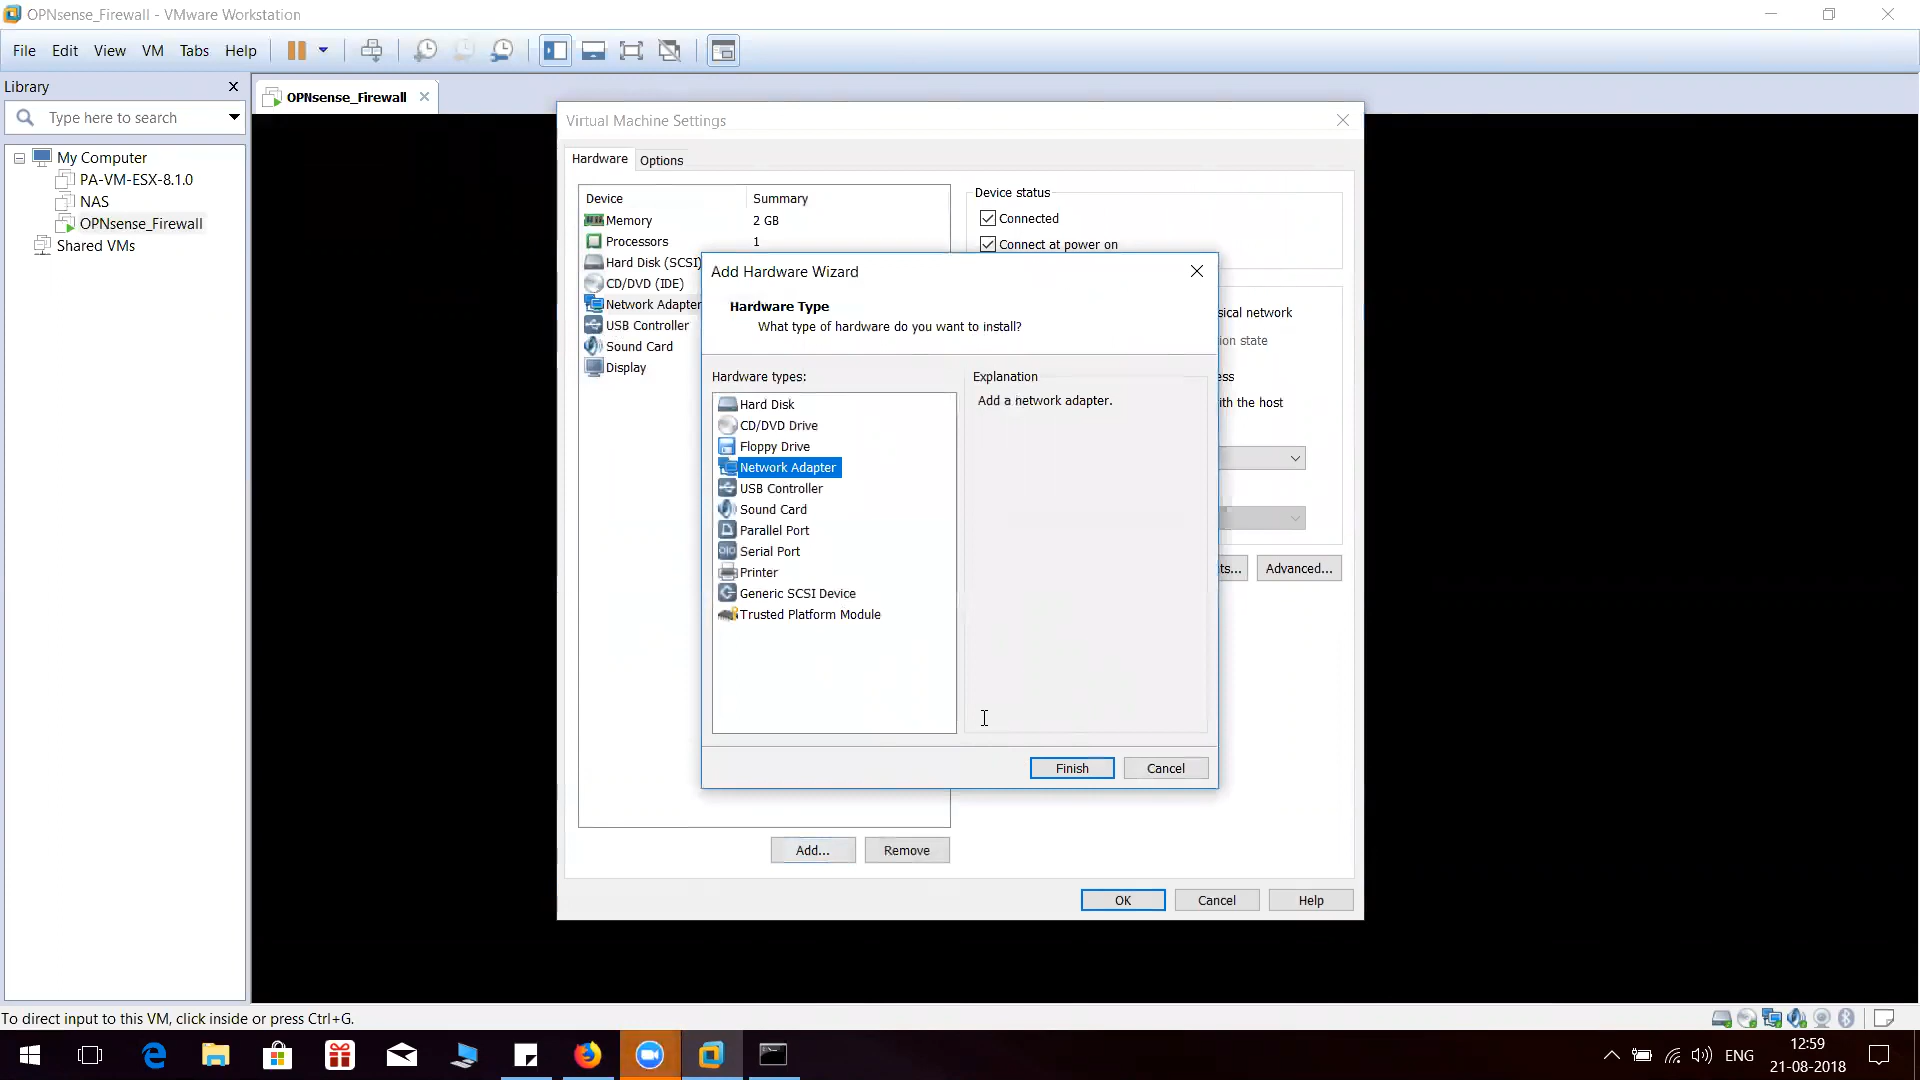 OPNsense_Firewall - VMware Workstation
File Edit View VM Tabs Help
Library
Type here to search
My Computer
PA-VM-ESX-8.1.0
NAS
OPNsense_Firewall
Shared VMs
OPNsense_Firewall
Virtual Machine Settings
Hardware Options
Device Summary
Memory 2 GB
Processors 1
Hard Disk (SCSI)
CD/DVD (IDE)
Network Adapter
USB Controller
Sound Card
Display
Device status
Connected
Connect at power on
sical network
ion state
ess
ith the host
ts... Advanced...
Add Hardware Wizard
Hardware Type
What type of hardware do you want to install?
Hardware types:
Hard Disk
CD/DVD Drive
Floppy Drive
Network Adapter
USB Controller
Sound Card
Parallel Port
Serial Port
Printer
Generic SCSI Device
Trusted Platform Module
Explanation
Add a network adapter.
Finish Cancel
Add... Remove
OK Cancel Help
To direct input to this VM, click inside or press Ctrl+G.
ENG
12:59
21-08-2018